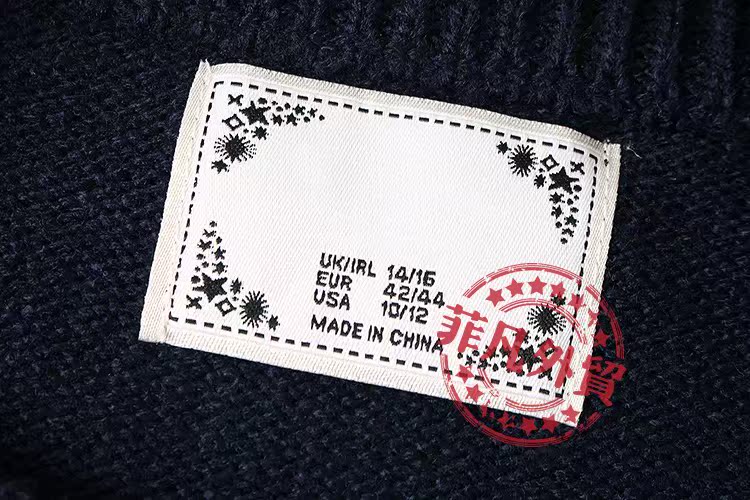 UK/IRL 14/16
EUR 42/44
USA 10/12
MADE IN CHINA
菲凡外貿